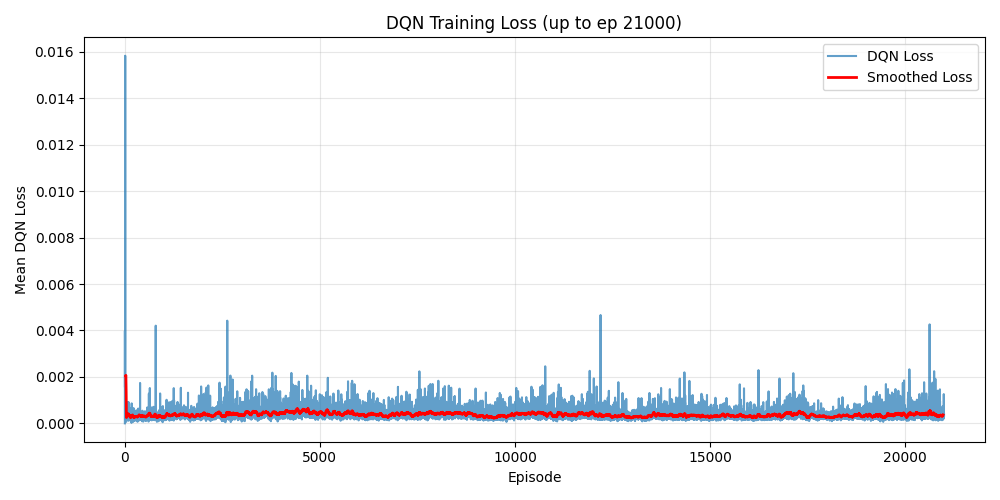 DQN Training Loss (up to ep 21000)
DQN Loss
Smoothed Loss
Mean DQN Loss
0.016
0.014
0.012
0.010
0.008
0.006
0.004
0.002
0.000
0 5000 10000 15000 20000
Episode